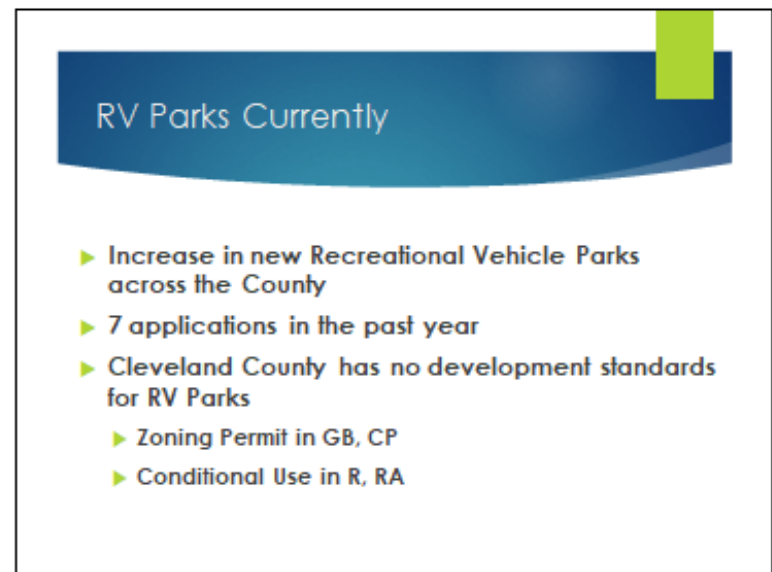 RV Parks Currently
Increase in new Recreational Vehicle Parks
across the County
7 applications in the past year
Cleveland County has no development standards
for RV Parks
Zoning Permit in GB, CP
Conditional Use in R, RA